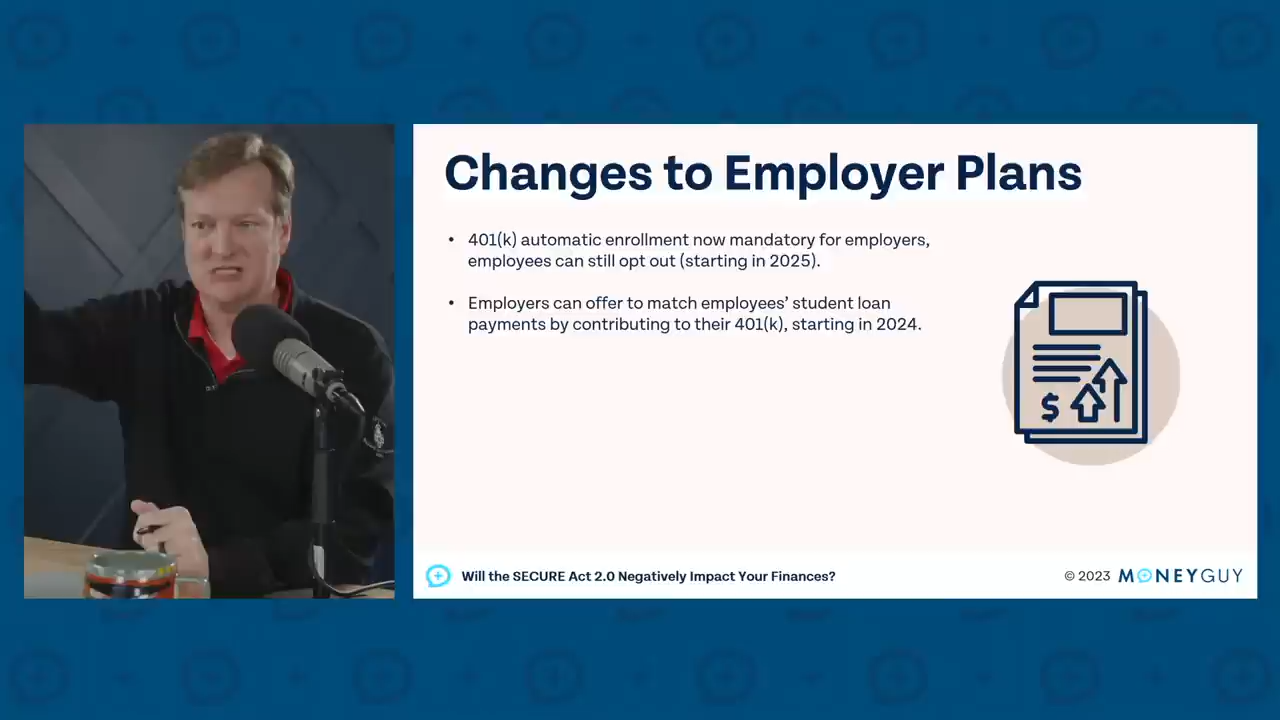 Changes to Employer Plans
• 401(k) automatic enrollment now mandatory for employers,
employees can still opt out (starting in 2025).
• Employers can offer to match employees’ student loan
payments by contributing to their 401(k), starting in 2024.
$
Will the SECURE Act 2.0 Negatively Impact Your Finances?
© 2023 MONEYGUY